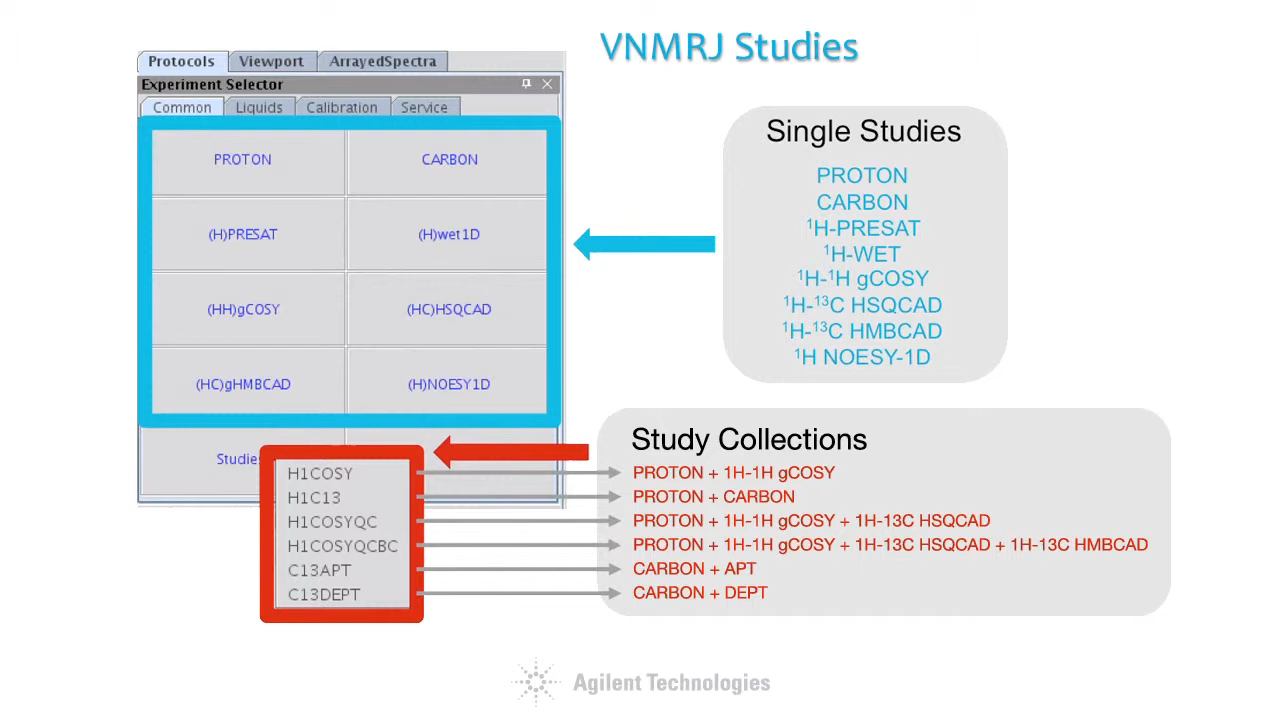 VNMRJ Studies
Protocols Viewport ArrayedSpectra
Experiment Selector
Common Liquids Calibration Service
PROTON CARBON
(H)PRESAT (H)wet1D
(HH)gCOSY (HC)HSQCAD
(HC)gHMBCAD (H)NOESY1D
Studies
H1COSY
H1C13
H1COSYQC
H1COSYQCBC
C13APT
C13DEPT
Single Studies
PROTON
CARBON
¹H-PRESAT
¹H-WET
¹H-¹H gCOSY
¹H-¹³C HSQCAD
¹H-¹³C HMBCAD
¹H NOESY-1D
Study Collections
PROTON + 1H-1H gCOSY
PROTON + CARBON
PROTON + 1H-1H gCOSY + 1H-13C HSQCAD
PROTON + 1H-1H gCOSY + 1H-13C HSQCAD + 1H-13C HMBCAD
CARBON + APT
CARBON + DEPT
Agilent Technologies